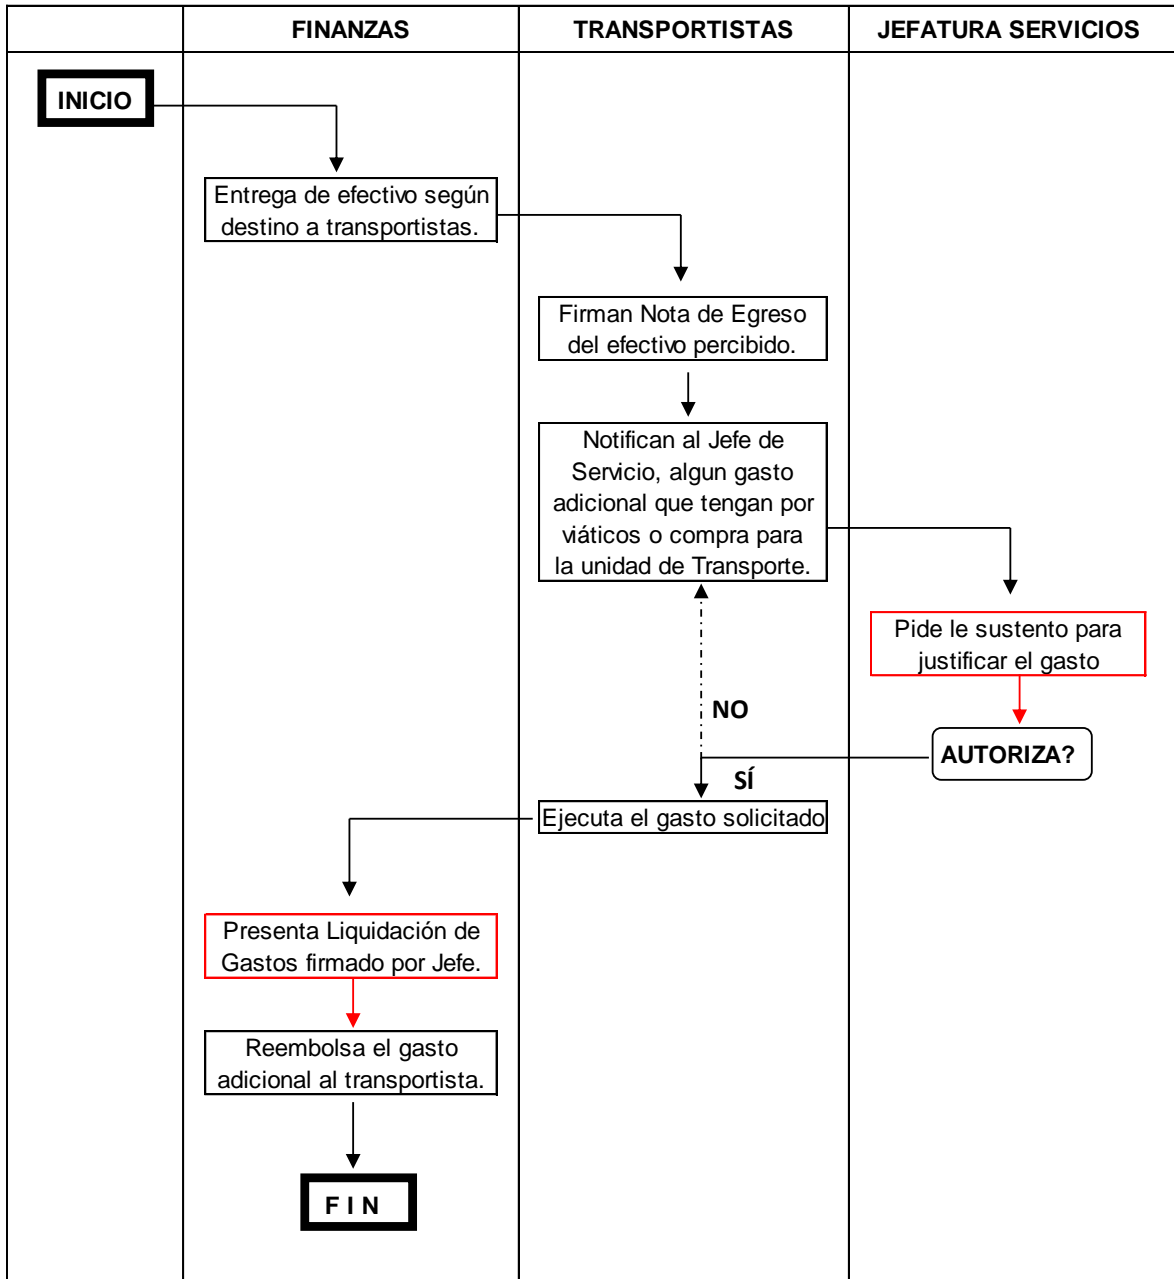 FINANZAS
TRANSPORTISTAS
JEFATURA SERVICIOS
INICIO
Entrega de efectivo según
destino a transportistas.
Firman Nota de Egreso
del efectivo percibido.
Notifican al Jefe de
Servicio, algun gasto
adicional que tengan por
viáticos o compra para
la unidad de Transporte.
Pide le sustento para
justificar el gasto
NO
AUTORIZA?
SÍ
Ejecuta el gasto solicitado
Presenta Liquidación de
Gastos firmado por Jefe.
Reembolsa el gasto
adicional al transportista.
F I N